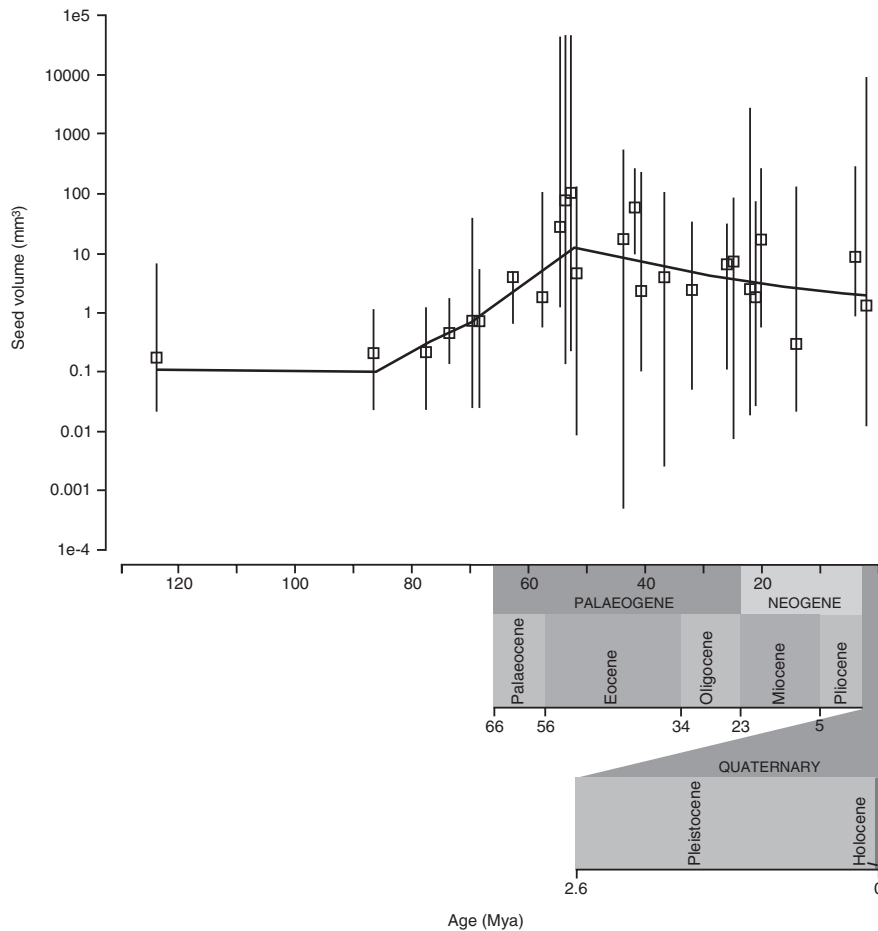 1e5
10000
1000
100
10
1
0.1
0.01
0.001
1e-4
Seed volume (mm³)
120 100 80 60 40 20 0
PALAEOGENE NEOGENE
Palaeocene Eocene Oligocene Miocene Pliocene
66 56 34 23 5
QUATERNARY
Pleistocene Holocene
2.6 0
Age (Mya)